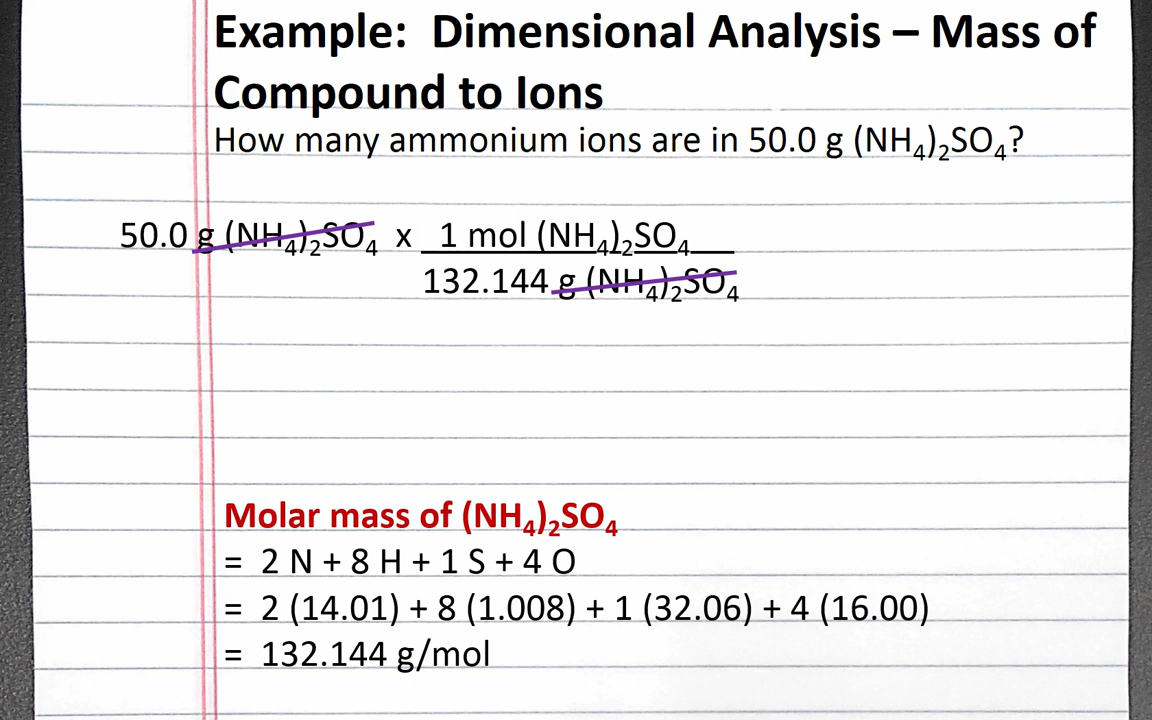 Example: Dimensional Analysis – Mass of
Compound to Ions
How many ammonium ions are in 50.0 g (NH₄)₂SO₄?
50.0 g (NH₄)₂SO₄ x 1 mol (NH₄)₂SO₄
132.144 g (NH₄)₂SO₄
Molar mass of (NH₄)₂SO₄
= 2 N + 8 H + 1 S + 4 O
= 2 (14.01) + 8 (1.008) + 1 (32.06) + 4 (16.00)
= 132.144 g/mol